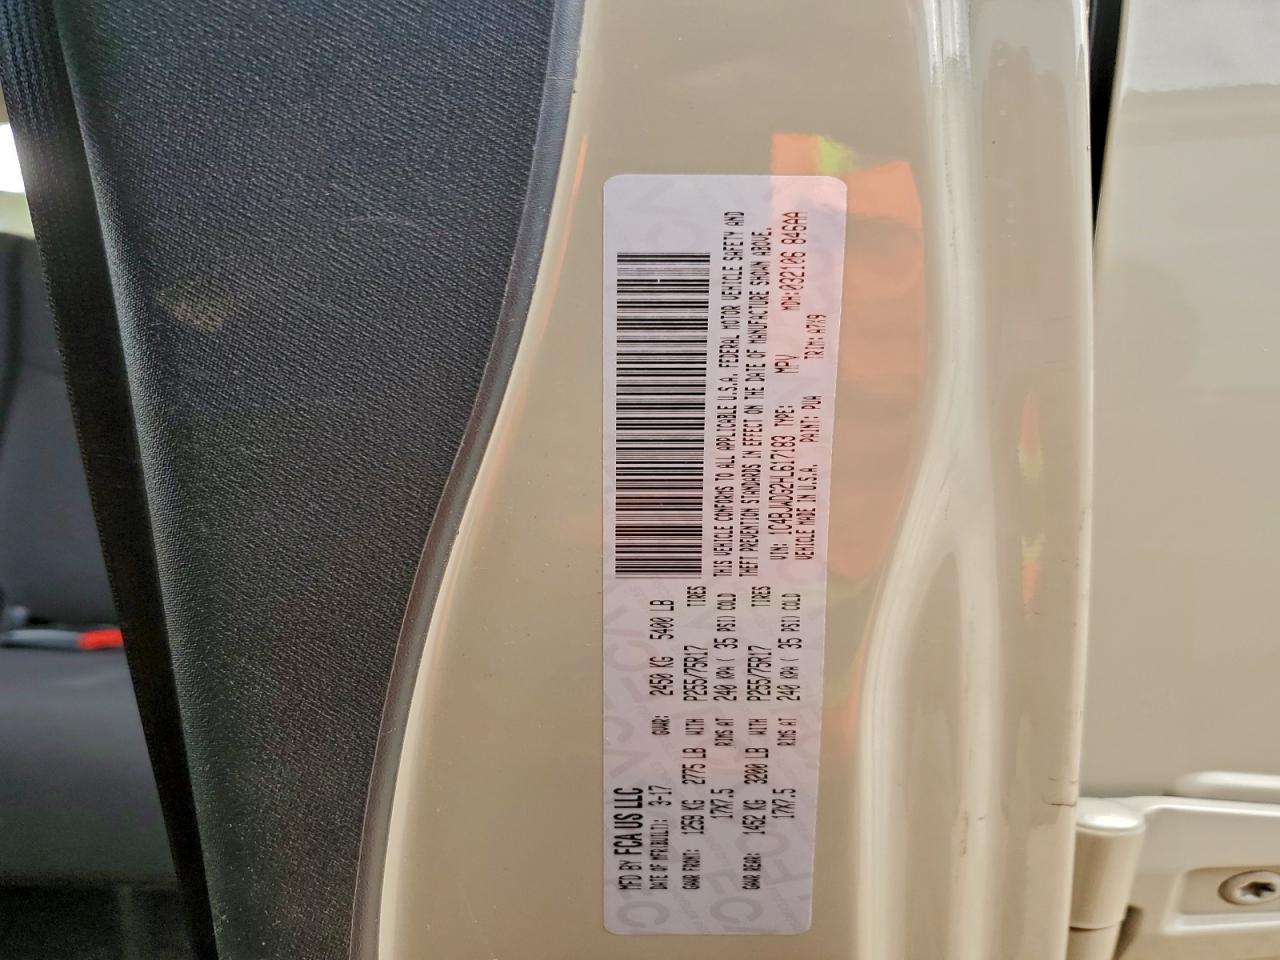 MFD BY FCA US LLC
DATE OF MFR(BUILT): 3-17 GVWR: 2450 KG 5400 LB
GAWR FRONT: 1259 KG 2775 LB WITH P255/75R17 TIRES
17X7.5 RIMS AT 240 KPA ( 35 PSI) COLD
GAWR REAR: 1452 KG 3200 LB WITH P255/75R17 TIRES
17X7.5 RIMS AT 240 KPA ( 35 PSI) COLD
THIS VEHICLE CONFORMS TO ALL APPLICABLE U.S.A. FEDERAL MOTOR VEHICLE SAFETY AND
THEFT PREVENTION STANDARDS IN EFFECT ON THE DATE OF MANUFACTURE SHOWN ABOVE.
VIN: 1C4BJWDG2HL617183 TYPE: MPV MDH:032106 846AA
VEHICLE MADE IN U.S.A. PAINT: PUA TRIM: A7X9